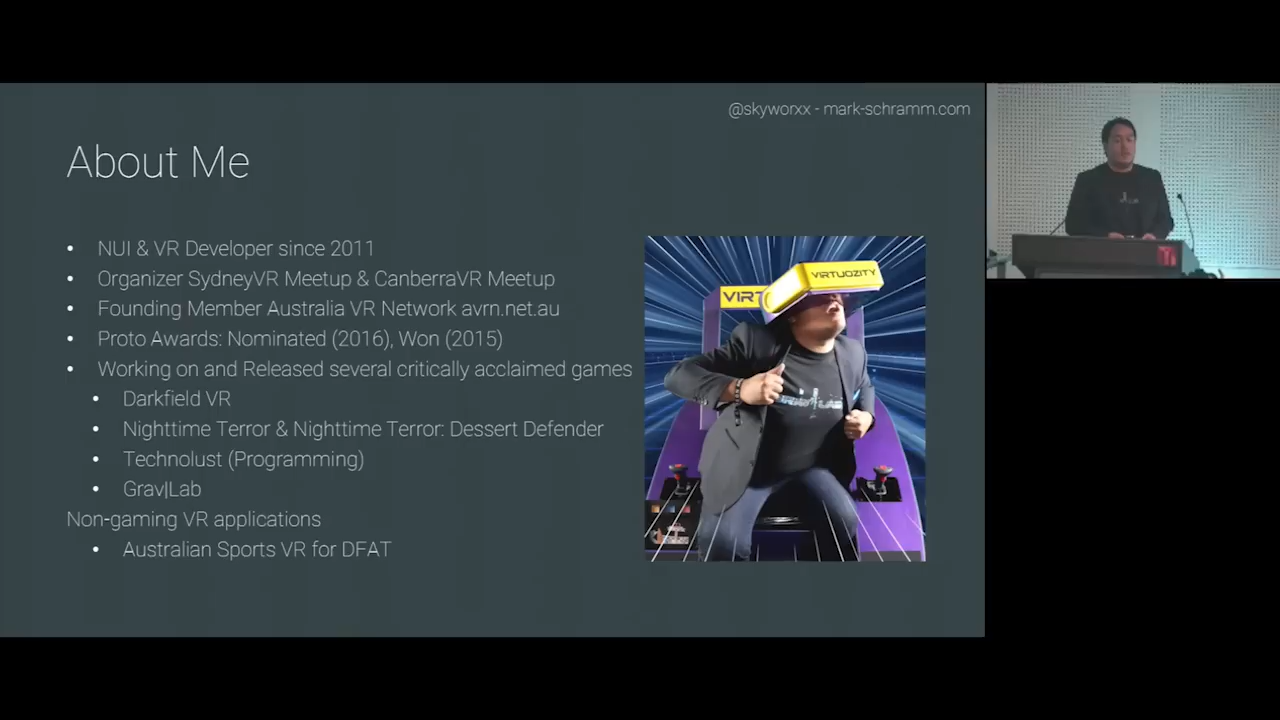 @skyworxx - mark-schramm.com
About Me
• NUI & VR Developer since 2011
• Organizer SydneyVR Meetup & CanberraVR Meetup
• Founding Member Australia VR Network avrn.net.au
• Proto Awards: Nominated (2016), Won (2015)
• Working on and Released several critically acclaimed games
• Darkfield VR
• Nighttime Terror & Nighttime Terror: Dessert Defender
• Technolust (Programming)
• Grav|Lab
Non-gaming VR applications
• Australian Sports VR for DFAT
VIRTUOZITY
VIRT